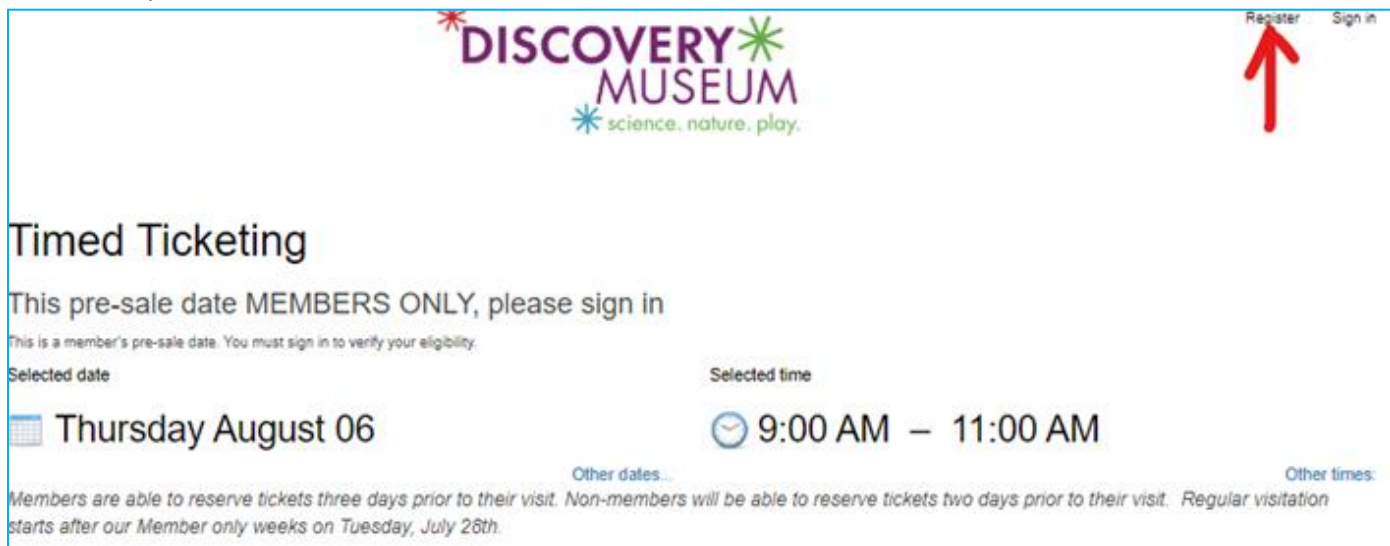 Register Sign in
DISCOVERY
MUSEUM
science. nature. play.
Timed Ticketing
This pre-sale date MEMBERS ONLY, please sign in
This is a member's pre-sale date. You must sign in to verify your eligibility.
Selected date Selected time
Thursday August 06 9:00 AM – 11:00 AM
Other dates... Other times:
Members are able to reserve tickets three days prior to their visit. Non-members will be able to reserve tickets two days prior to their visit. Regular visitation
starts after our Member only weeks on Tuesday, July 28th.